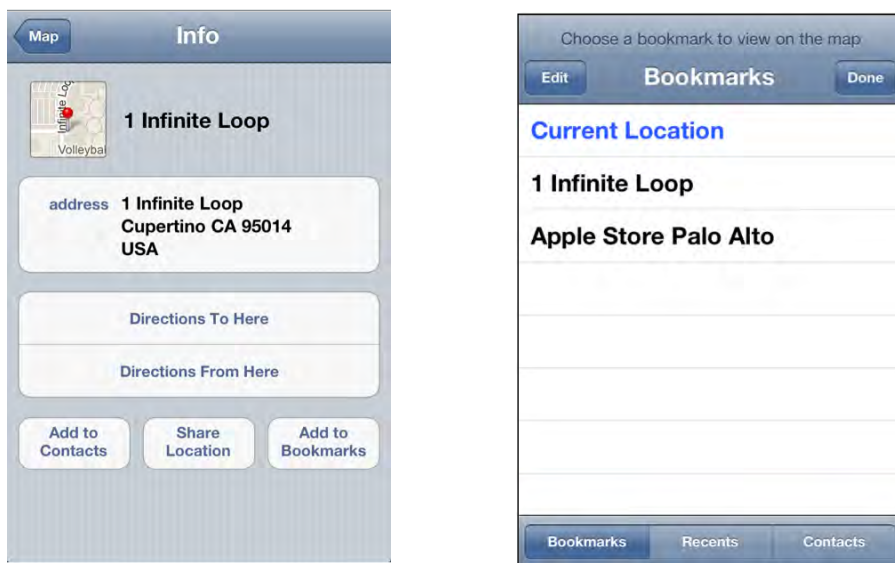 Map
Info
Infinite Loo
Volleybal
1 Infinite Loop
address 1 Infinite Loop
Cupertino CA 95014
USA
Directions To Here
Directions From Here
Add to
Contacts
Share
Location
Add to
Bookmarks
Choose a bookmark to view on the map
Edit
Bookmarks
Done
Current Location
1 Infinite Loop
Apple Store Palo Alto
Bookmarks
Recents
Contacts